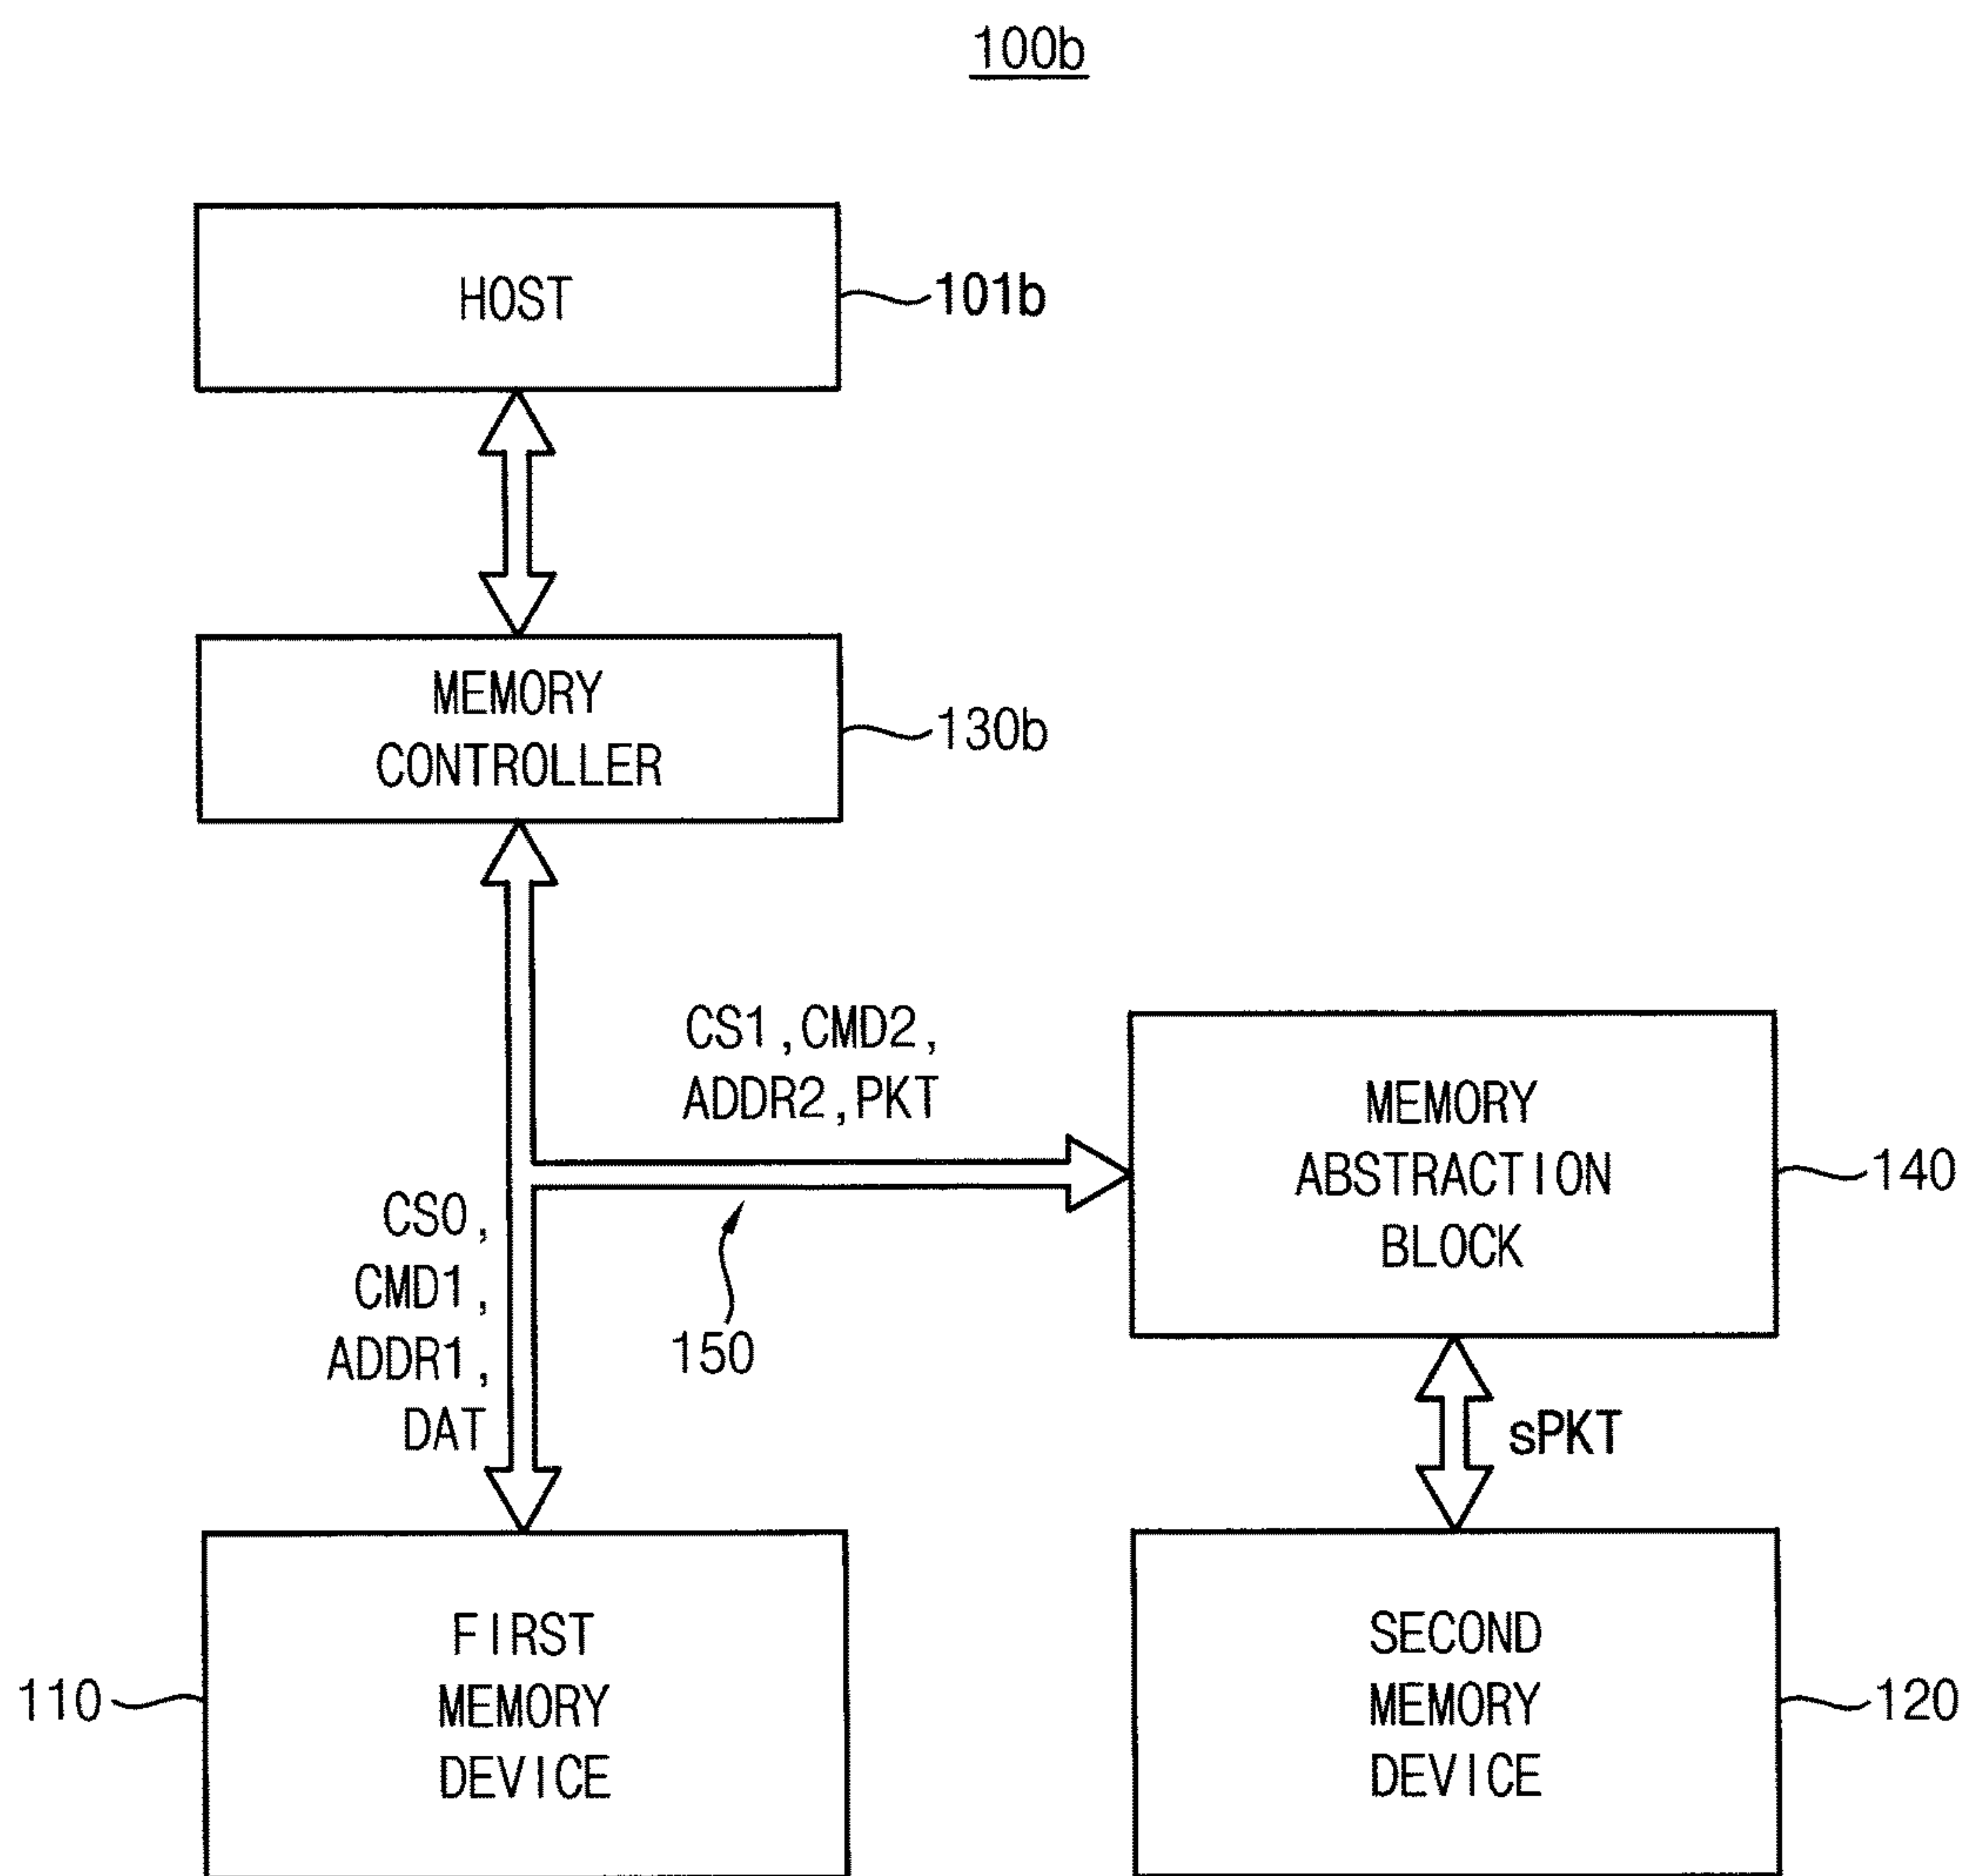 100b
HOST
101b
MEMORY
CONTROLLER
130b
CS1,CMD2,
ADDR2,PKT
MEMORY
ABSTRACTION
BLOCK
140
CS0,
CMD1,
ADDR1,
DAT
150
sPKT
FIRST
MEMORY
DEVICE
110
SECOND
MEMORY
DEVICE
120